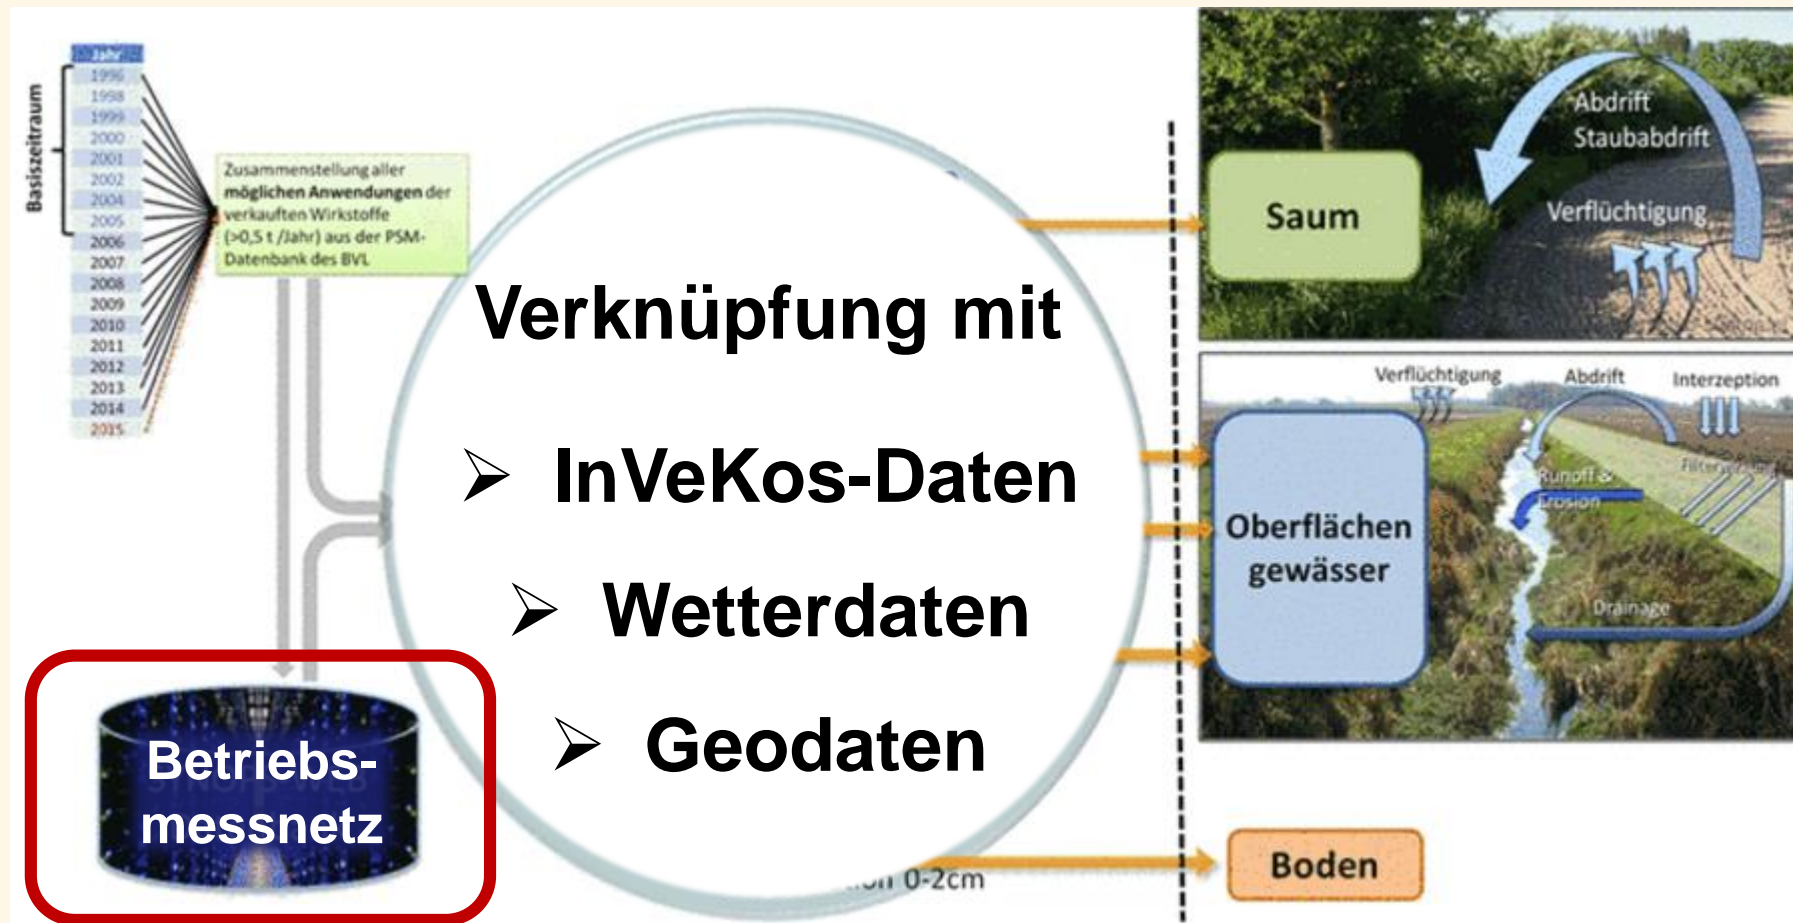 Jahr
1996
1998
1999
2000
2001
2002
2004
2005
2006
2007
2008
2009
2010
2011
2012
2013
2014
2015
Basiszeitraum
Zusammenstellung aller
möglichen Anwendungen der
verkauften Wirkstoffe
(>0,5 t /Jahr) aus der PSM-
Datenbank des BVL
Verknüpfung mit
➢ InVeKos-Daten
➢ Wetterdaten
➢ Geodaten
Betriebs-
messnetz
0-2cm
Saum
Abdrift
Staubabdrift
Verflüchtigung
Oberflächen
gewässer
Verflüchtigung
Abdrift
Interzeption
Runoff &
Erosion
Filterwirkung
Drainage
Boden